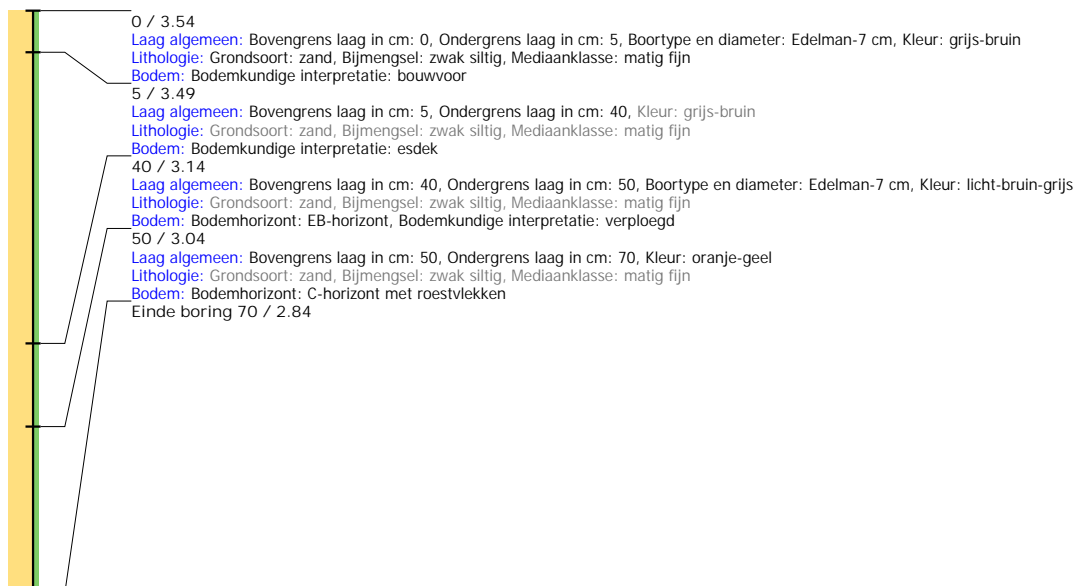 0 / 3.54
Laag algemeen: Bovengrens laag in cm: 0, Ondergrens laag in cm: 5, Boortype en diameter: Edelman-7 cm, Kleur: grijs-bruin
Lithologie: Grondsoort: zand, Bijmengsel: zwak siltig, Mediaanklasse: matig fijn
Bodem: Bodemkundige interpretatie: bouwvoor
5 / 3.49
Laag algemeen: Bovengrens laag in cm: 5, Ondergrens laag in cm: 40, Kleur: grijs-bruin
Lithologie: Grondsoort: zand, Bijmengsel: zwak siltig, Mediaanklasse: matig fijn
Bodem: Bodemkundige interpretatie: esdek
40 / 3.14
Laag algemeen: Bovengrens laag in cm: 40, Ondergrens laag in cm: 50, Boortype en diameter: Edelman-7 cm, Kleur: licht-bruin-grijs
Lithologie: Grondsoort: zand, Bijmengsel: zwak siltig, Mediaanklasse: matig fijn
Bodem: Bodemhorizont: EB-horizont, Bodemkundige interpretatie: verploegd
50 / 3.04
Laag algemeen: Bovengrens laag in cm: 50, Ondergrens laag in cm: 70, Kleur: oranje-geel
Lithologie: Grondsoort: zand, Bijmengsel: zwak siltig, Mediaanklasse: matig fijn
Bodem: Bodemhorizont: C-horizont met roestvlekken
Einde boring 70 / 2.84